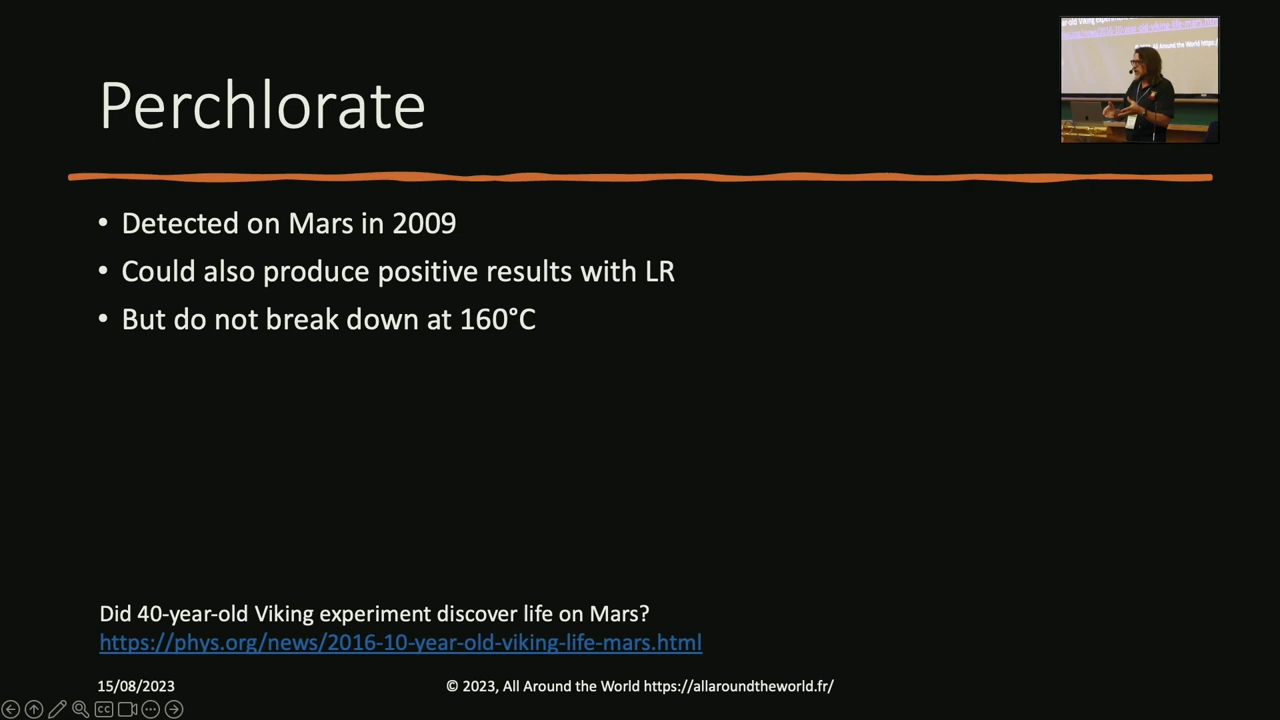 Perchlorate
• Detected on Mars in 2009
• Could also produce positive results with LR
• But do not break down at 160°C
Did 40-year-old Viking experiment discover life on Mars?
https://phys.org/news/2016-10-year-old-viking-life-mars.html
15/08/2023
© 2023, All Around the World https://allaroundtheworld.fr/
CC